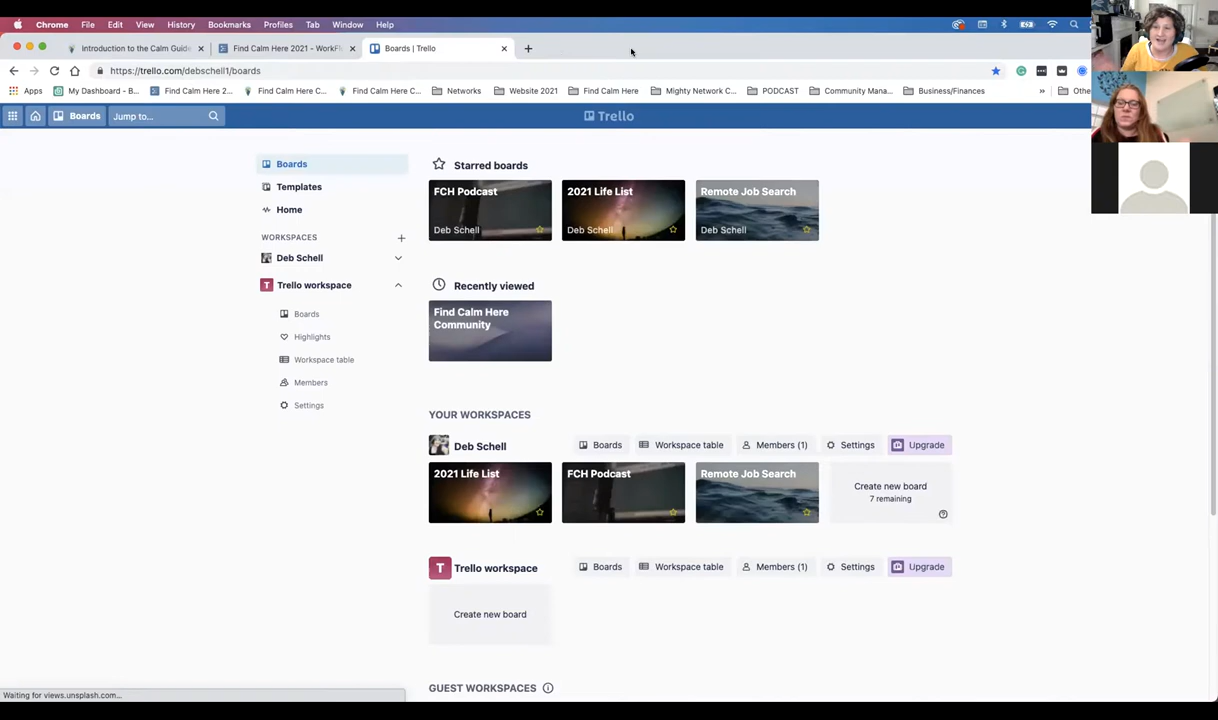 Chrome File Edit View History Bookmarks Profiles Tab Window Help
Introduction to the Calm Guide
Find Calm Here 2021 - WorkFl
Boards | Trello
https://trello.com/debschell1/boards
Apps
My Dashboard - B...
Find Calm Here 2...
Find Calm Here C...
Find Calm Here C...
Networks
Website 2021
Find Calm Here
Mighty Network C...
PODCAST
Community Mana...
Business/Finances
»
Boards
Jump to...
Trello
Boards
Templates
Home
WORKSPACES
Deb Schell
T Trello workspace
Boards
Highlights
Workspace table
Members
Settings
Starred boards
FCH Podcast
Deb Schell
2021 Life List
Deb Schell
Remote Job Search
Deb Schell
Recently viewed
Find Calm Here
Community
YOUR WORKSPACES
Deb Schell
Boards
Workspace table
Members (1)
Settings
Upgrade
2021 Life List
FCH Podcast
Remote Job Search
Create new board
7 remaining
T Trello workspace
Boards
Workspace table
Members (1)
Settings
Upgrade
Create new board
GUEST WORKSPACES
Waiting for views.unsplash.com...